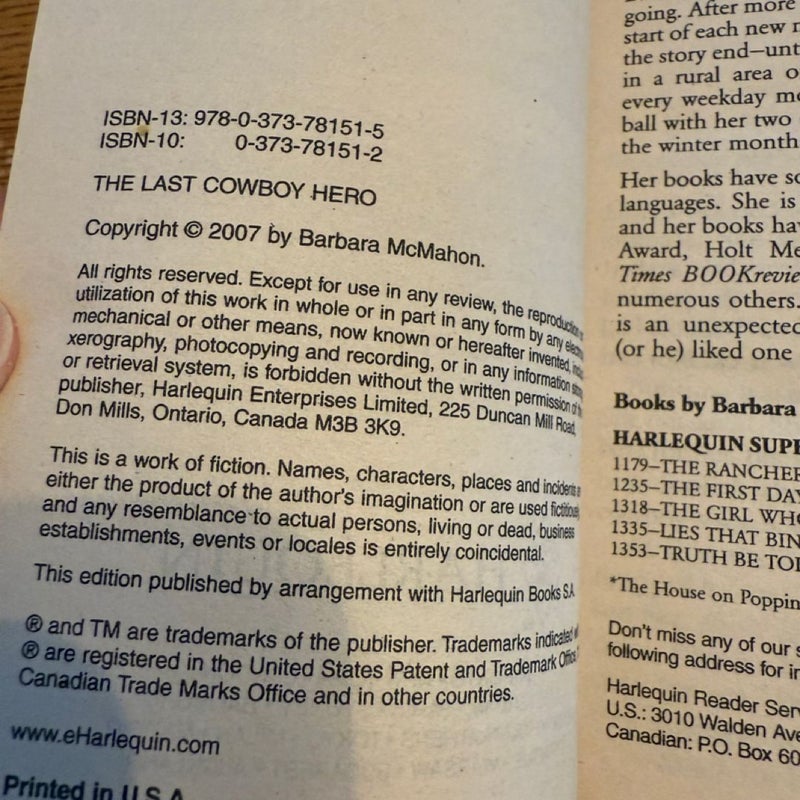 ISBN-13: 978-0-373-78151-5
ISBN-10: 0-373-78151-2
THE LAST COWBOY HERO
Copyright © 2007 by Barbara McMahon.
All rights reserved. Except for use in any review, the
utilization of this work in whole or in part in any form by any
mechanical or other means, now known or hereafter invented,
xerography, photocopying and recording, or in any information
or retrieval system, is forbidden without the written permission
publisher, Harlequin Enterprises Limited, 225 Duncan Mill Road,
Don Mills, Ontario, Canada M3B 3K9.
This is a work of fiction. Names, characters, places and incidents
either the product of the author's imagination or are used
and any resemblance to actual persons, living or dead, business
establishments, events or locales is entirely coincidental.
This edition published by arrangement with Harlequin Books S.A.
® and TM are trademarks of the publisher. Trademarks indicated
® are registered in the United States Patent and Trademark
Canadian Trade Marks Office and in other countries.
www.eHarlequin.com
Printed in U.S.A.
going. After more
start of each new
the story end—unt
in a rural area o
every weekday mo
ball with her two
the winter month
Her books have so
languages. She is
and her books hav
Award, Holt Me
Times BOOKrevie
numerous others.
is an unexpected
(or he) liked one
Books by Barbara
HARLEQUIN SUPE
1179–THE RANCHER
1235–THE FIRST DAY
1318–THE GIRL WHO
1335–LIES THAT BIN
1353–TRUTH BE TOL
*The House on Poppin
Don't miss any of our
following address for in
Harlequin Reader Serv
U.S.: 3010 Walden Ave
Canadian: P.O. Box 60